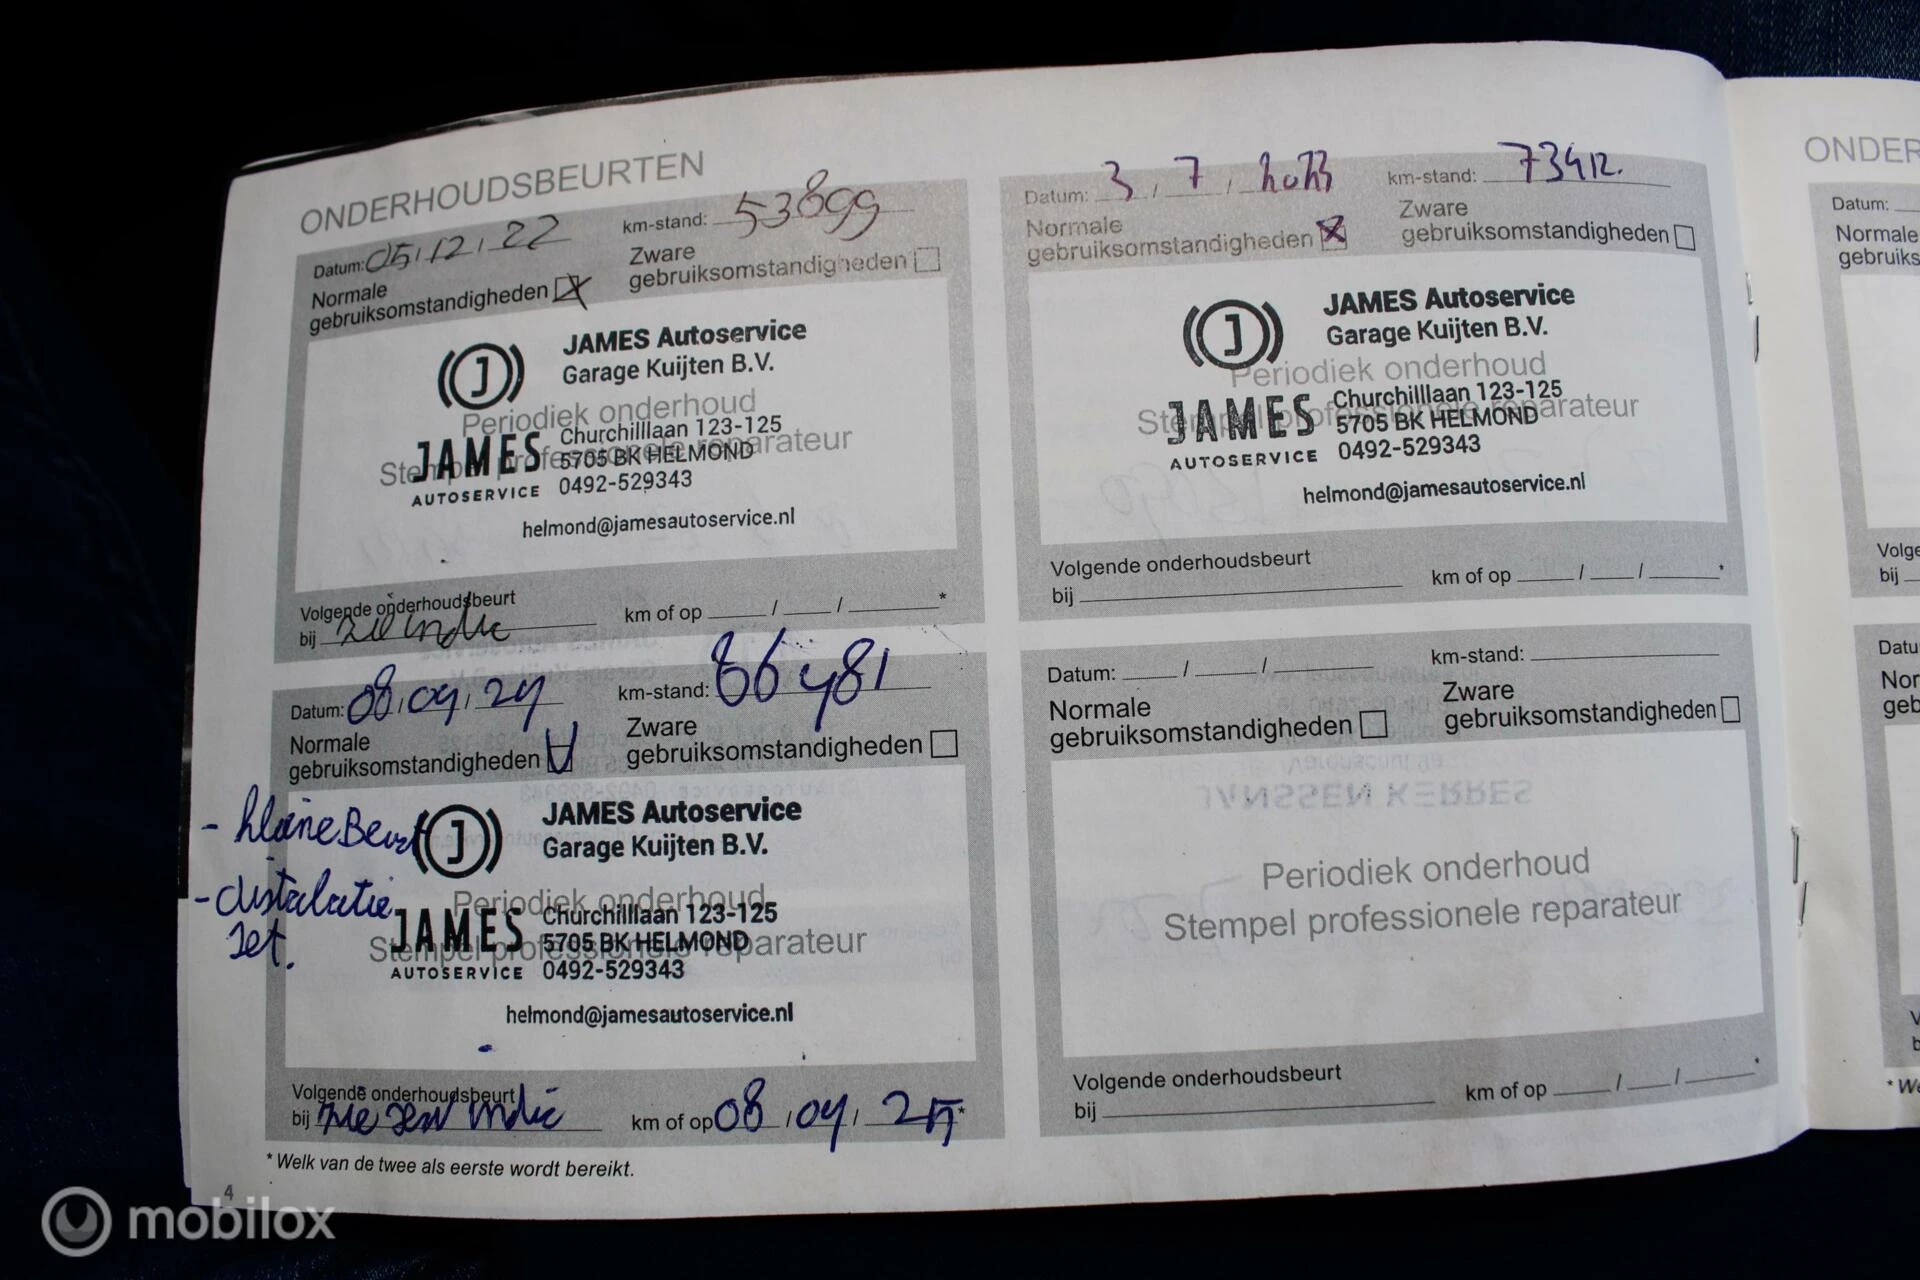 ONDERHOUDSBEURTEN
Datum: 05 / 12 / 22 km-stand: 53899
Normale
gebruiksomstandigheden
Zware
gebruiksomstandigheden
JAMES Autoservice
Garage Kuijten B.V.
Periodiek onderhoud
Churchilllaan 123-125
Stempel professionele reparateur
JAMES
5705 BK HELMOND
AUTOSERVICE
0492-529343
helmond@jamesautoservice.nl
Volgende onderhoudsbeurt
bij zie indic km of op / / *
Datum: 08 / 04 / 24 km-stand: 86481
Normale
gebruiksomstandigheden
Zware
gebruiksomstandigheden
- kleine Beurt
-
set.
JAMES Autoservice
Garage Kuijten B.V.
Periodiek onderhoud
Churchilllaan 123-125
Stempel professionele reparateur
JAMES
5705 BK HELMOND
AUTOSERVICE
0492-529343
helmond@jamesautoservice.nl
Volgende onderhoudsbeurt
bij indic km of op 08 / 04 / 25 *
* Welk van de twee als eerste wordt bereikt.
4
Datum: 3 / 7 / 2023 km-stand: 73412.
Normale
gebruiksomstandigheden
Zware
gebruiksomstandigheden
JAMES Autoservice
Garage Kuijten B.V.
Periodiek onderhoud
Churchilllaan 123-125
Stempel professionele reparateur
JAMES
5705 BK HELMOND
AUTOSERVICE
0492-529343
helmond@jamesautoservice.nl
Volgende onderhoudsbeurt
bij km of op / / *
Datum: / / km-stand:
Normale
gebruiksomstandigheden
Zware
gebruiksomstandigheden
Periodiek onderhoud
Stempel professionele reparateur
Volgende onderhoudsbeurt
bij km of op / / *
ONDER
Datum:
Normale
gebruiks
Volge
bij
Datu
Nor
geb
V
b
* We
mobilox